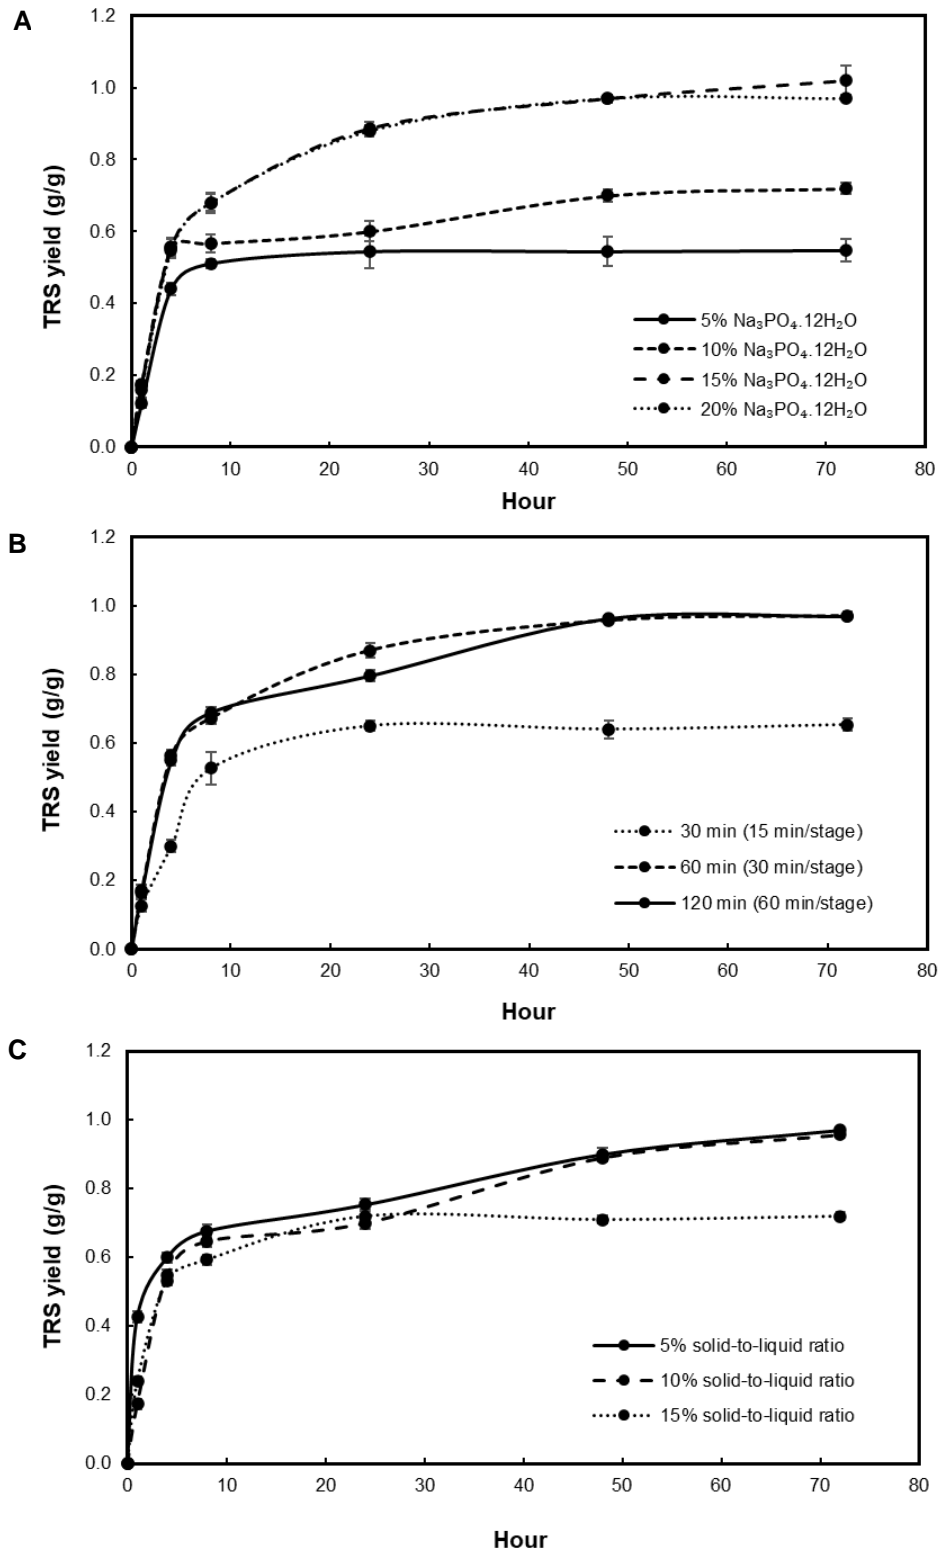 A
1.2
1.0
0.8
0.6
0.4
0.2
0.0
TRS yield (g/g)
5% Na₃PO₄.12H₂O
10% Na₃PO₄.12H₂O
15% Na₃PO₄.12H₂O
20% Na₃PO₄.12H₂O
0 10 20 30 40 50 60 70 80
Hour
B
1.2
1.0
0.8
0.6
0.4
0.2
0.0
TRS yield (g/g)
30 min (15 min/stage)
60 min (30 min/stage)
120 min (60 min/stage)
0 10 20 30 40 50 60 70 80
Hour
C
1.2
1.0
0.8
0.6
0.4
0.2
0.0
TRS yield (g/g)
5% solid-to-liquid ratio
10% solid-to-liquid ratio
15% solid-to-liquid ratio
0 10 20 30 40 50 60 70 80
Hour